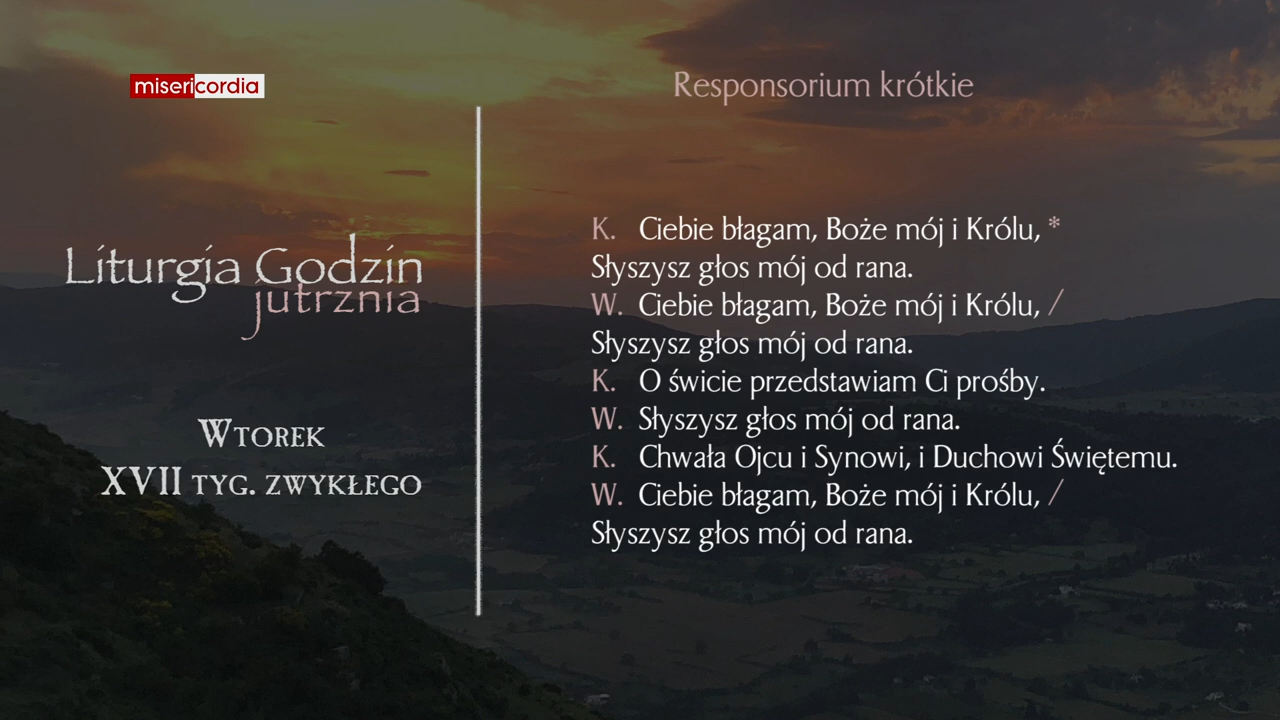 misericordia
Liturgia Godzin
jutrznia
Wtorek
XVII tyg. zwykłego
Responsorium krótkie
K. Ciebie błagam, Boże mój i Królu, *
Słyszysz głos mój od rana.
W. Ciebie błagam, Boże mój i Królu, /
Słyszysz głos mój od rana.
K. O świcie przedstawiam Ci prośby.
W. Słyszysz głos mój od rana.
K. Chwała Ojcu i Synowi, i Duchowi Świętemu.
W. Ciebie błagam, Boże mój i Królu, /
Słyszysz głos mój od rana.